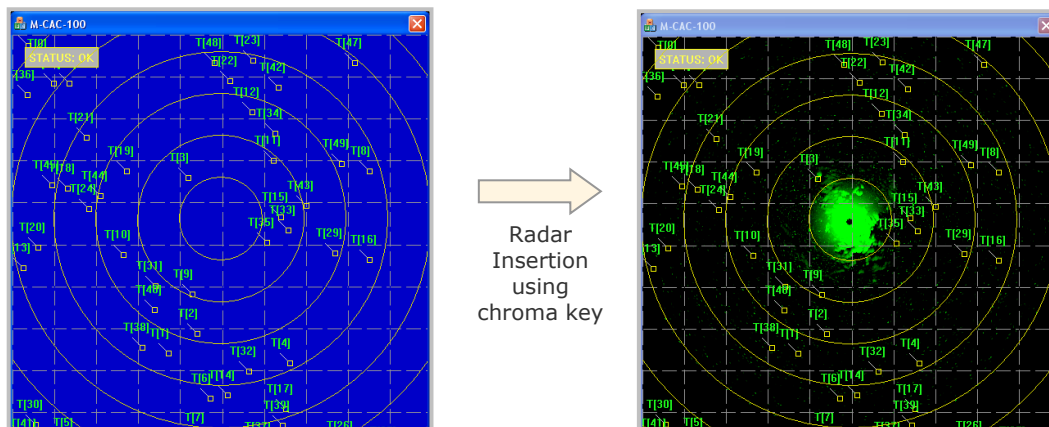 M-CAC-100
T[8]
STATUS: OK
T[48]
T[23]
T[47]
T[22]
T[42]
T[12]
T[34]
T[21]
T[11]
T[49]
T[8]
T[19]
T[3]
T[18]
T[44]
T[24]
T[43]
T[15]
T[33]
T[35]
T[20]
T[10]
T[29]
T[16]
T[31]
T[9]
T[40]
T[2]
T[38]
T[1]
T[32]
T[4]
T[6]
T[14]
T[17]
T[30]
T[39]
T[5]
T[7]
T[26]
Radar
Insertion
using
chroma key
M-CAC-100
STATUS: OK
T[48]
T[23]
T[47]
T[22]
T[42]
T[12]
T[34]
T[21]
T[11]
T[49]
T[8]
T[19]
T[3]
T[18]
T[44]
T[24]
T[43]
T[15]
T[33]
T[35]
T[20]
T[10]
T[29]
T[16]
T[31]
T[9]
T[40]
T[2]
T[38]
T[1]
T[32]
T[4]
T[6]
T[14]
T[17]
T[30]
T[39]
T[5]
T[7]
T[26]